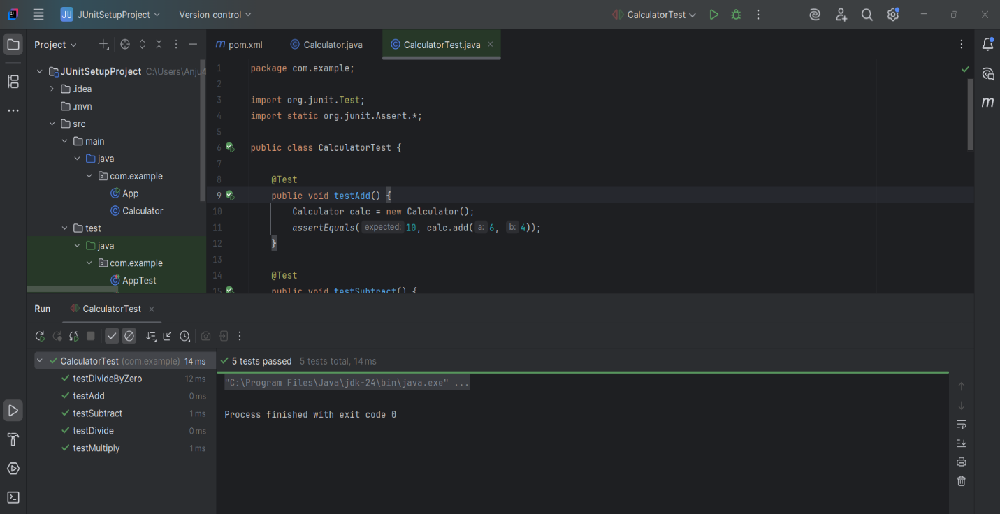 JU JUnitSetupProject Version control CalculatorTest
Project
pom.xml Calculator.java CalculatorTest.java
JUnitSetupProject C:\Users\Anju4
.idea
.mvn
src
main
java
com.example
App
Calculator
test
java
com.example
AppTest
1 package com.example;
2
3 import org.junit.Test;
4 import static org.junit.Assert.*;
5
6 public class CalculatorTest {
7
8 @Test
9 public void testAdd() {
10 Calculator calc = new Calculator();
11 assertEquals( expected: 10, calc.add( a: 6, b: 4));
12 }
13
14 @Test
15 public void testSubtract() {
Run CalculatorTest
CalculatorTest (com.example) 14 ms
testDivideByZero 12 ms
testAdd 0 ms
testSubtract 1 ms
testDivide 0 ms
testMultiply 1 ms
5 tests passed 5 tests total, 14 ms
"C:\Program Files\Java\jdk-24\bin\java.exe" ...
Process finished with exit code 0